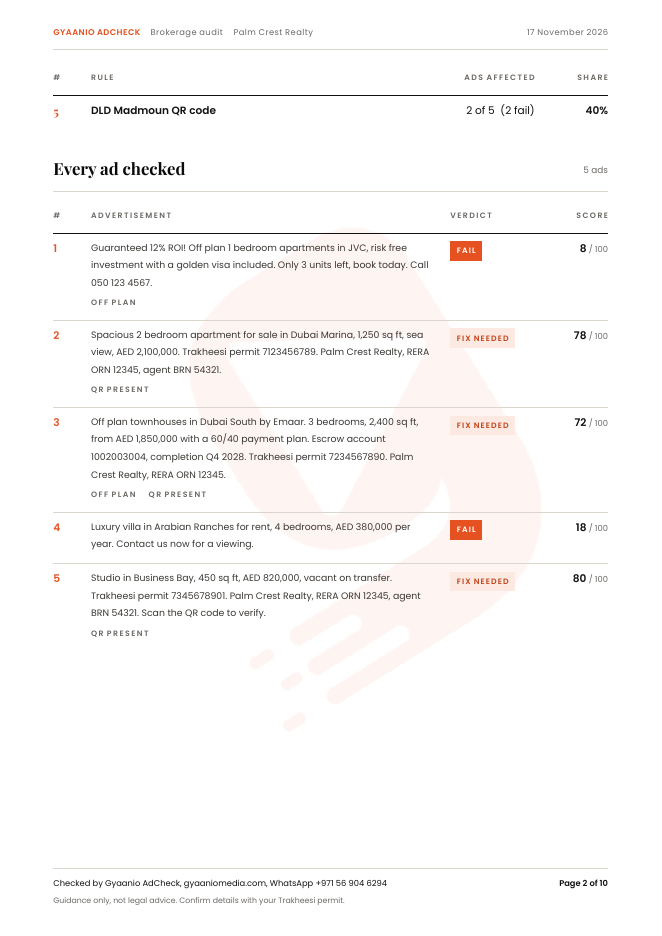 GYAANIO ADCHECK Brokerage audit Palm Crest Realty 17 November 2026
# RULE ADS AFFECTED SHARE
5 DLD Madmoun QR code 2 of 5 (2 fail) 40%
Every ad checked 5 ads
# ADVERTISEMENT VERDICT SCORE
1 Guaranteed 12% ROI! Off plan 1 bedroom apartments in JVC, risk free FAIL 8 / 100
investment with a golden visa included. Only 3 units left, book today. Call
050 123 4567.
OFF PLAN
2 Spacious 2 bedroom apartment for sale in Dubai Marina, 1,250 sq ft, sea FIX NEEDED 78 / 100
view, AED 2,100,000. Trakheesi permit 7123456789. Palm Crest Realty, RERA
ORN 12345, agent BRN 54321.
QR PRESENT
3 Off plan townhouses in Dubai South by Emaar. 3 bedrooms, 2,400 sq ft, FIX NEEDED 72 / 100
from AED 1,850,000 with a 60/40 payment plan. Escrow account
1002003004, completion Q4 2028. Trakheesi permit 7234567890. Palm
Crest Realty, RERA ORN 12345.
OFF PLAN QR PRESENT
4 Luxury villa in Arabian Ranches for rent, 4 bedrooms, AED 380,000 per FAIL 18 / 100
year. Contact us now for a viewing.
5 Studio in Business Bay, 450 sq ft, AED 820,000, vacant on transfer. FIX NEEDED 80 / 100
Trakheesi permit 7345678901. Palm Crest Realty, RERA ORN 12345, agent
BRN 54321. Scan the QR code to verify.
QR PRESENT
Checked by Gyaanio AdCheck, gyaaniomedia.com, WhatsApp +971 56 904 6294 Page 2 of 10
Guidance only, not legal advice. Confirm details with your Trakheesi permit.